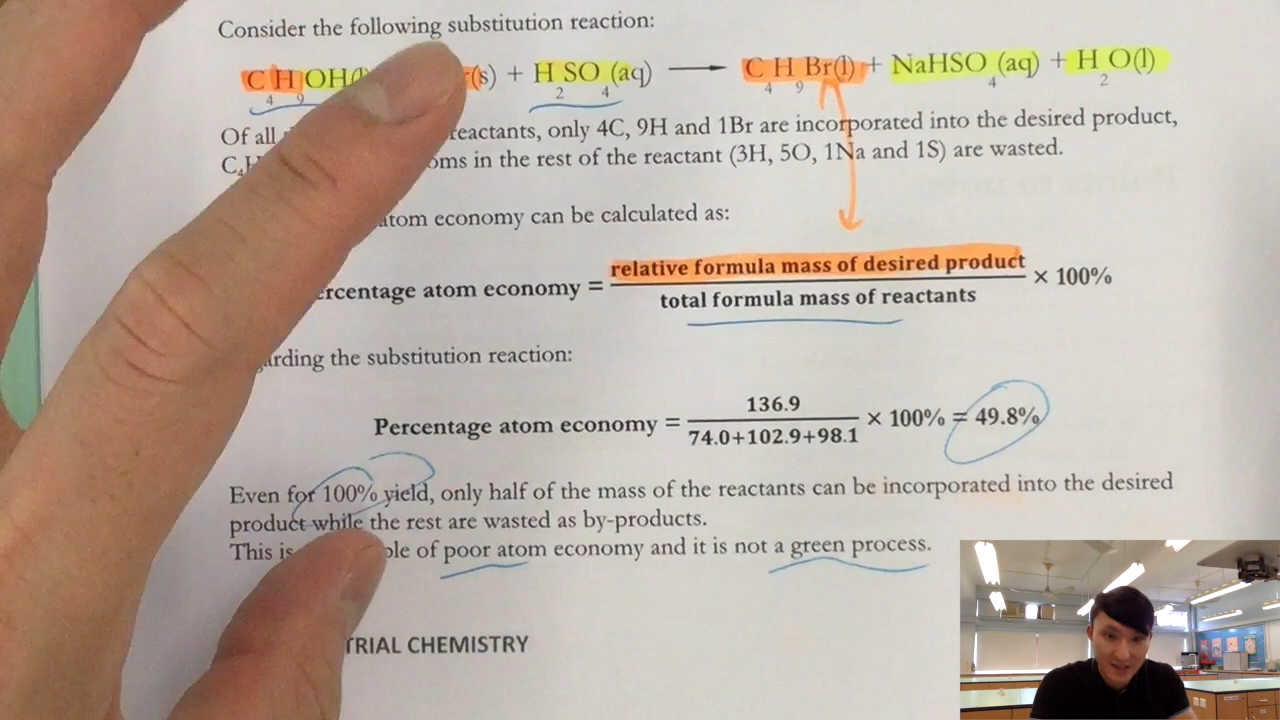 Consider the following substitution reaction:
C₄H₉OH(l (s) + H₂SO₄(aq) ⟶ C₄H₉Br(l) + NaHSO₄(aq) + H₂O(l)
Of all reactants, only 4C, 9H and 1Br are incorporated into the desired product,
C₄H oms in the rest of the reactant (3H, 5O, 1Na and 1S) are wasted.
atom economy can be calculated as:
rcentage atom economy = relative formula mass of desired product / total formula mass of reactants × 100%
arding the substitution reaction:
Percentage atom economy = 136.9 / 74.0+102.9+98.1 × 100% = 49.8%
Even for 100% yield, only half of the mass of the reactants can be incorporated into the desired
product while the rest are wasted as by-products.
This is ple of poor atom economy and it is not a green process.
TRIAL CHEMISTRY